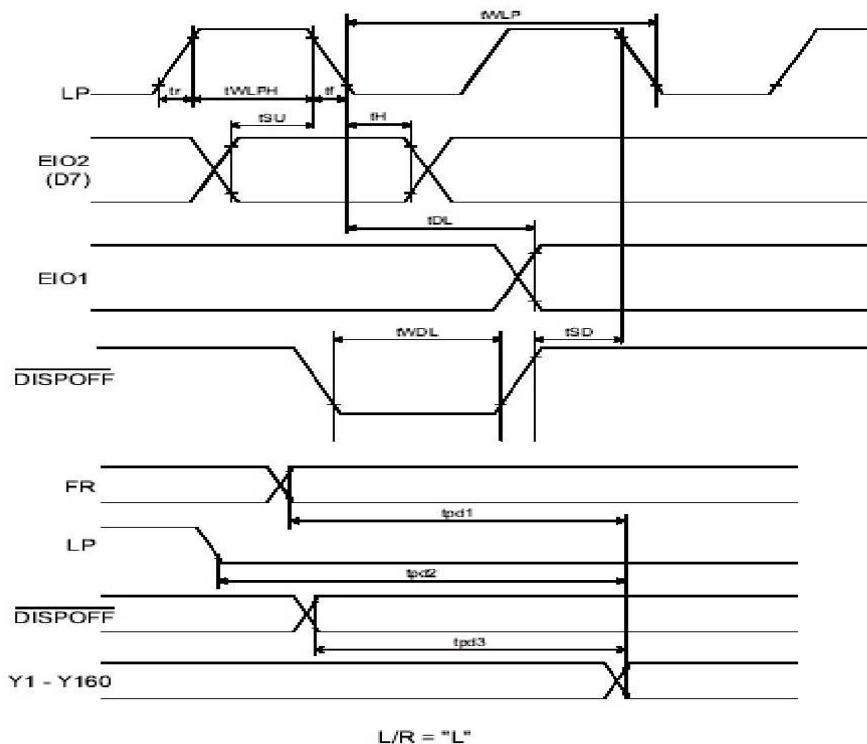 tWLP
LP
tr
tWLPH
tf
tSU
tH
EIO2
(D7)
tDL
EIO1
tWDL
tSD
DISPOFF
FR
tpd1
LP
tpd2
DISPOFF
tpd3
Y1 - Y160
L/R = "L"